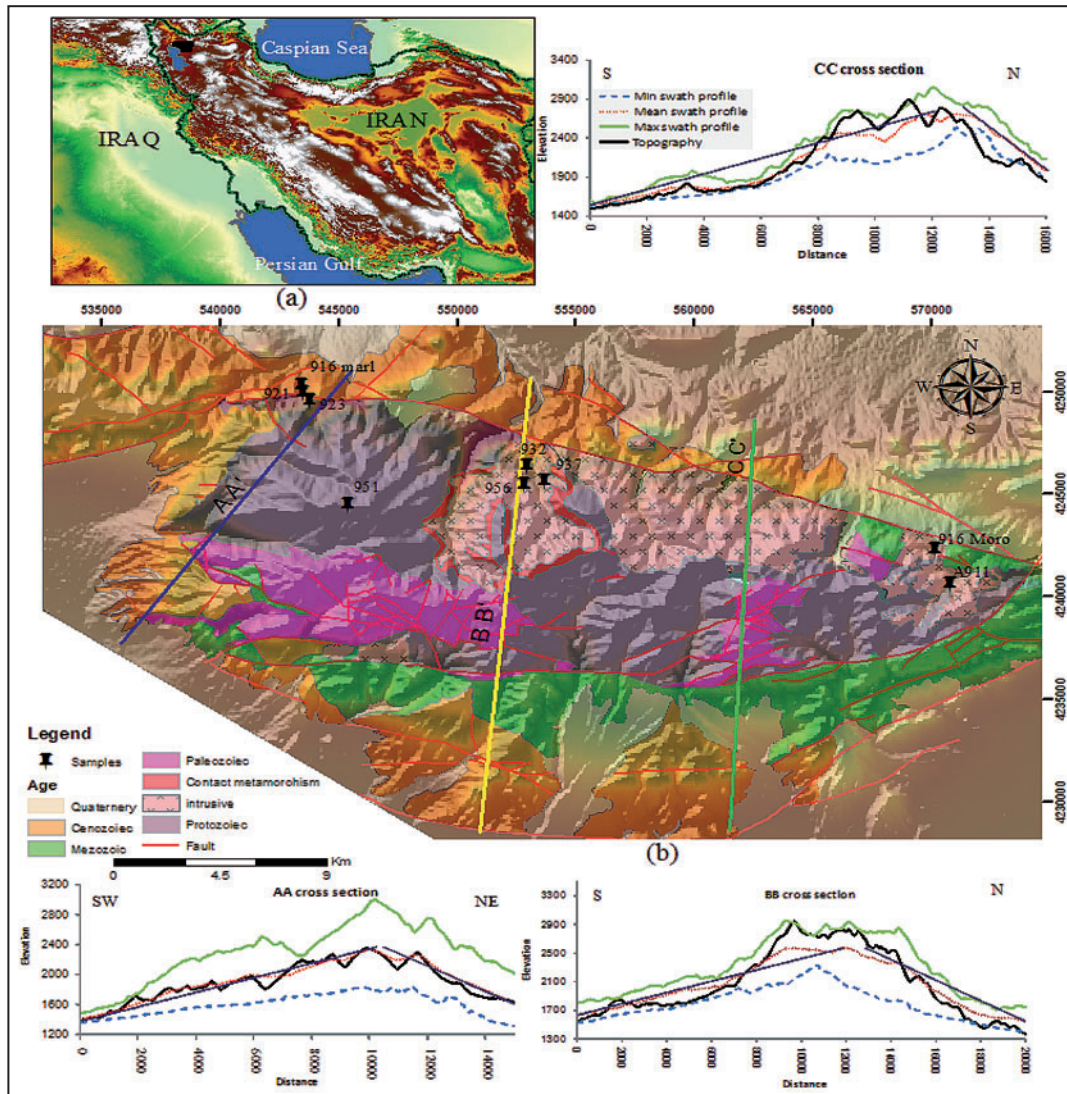 Caspian Sea
IRAN
IRAQ
Persian Gulf
(a)
CC cross section
S
N
Min swath profile
Mean swath profile
Max swath profile
Topography
Elevation
3400
2900
2400
1900
1400
0
2000
4000
6000
8000
10000
12000
14000
16000
Distance
535000
540000
545000
550000
555000
560000
565000
570000
4250000
4245000
4240000
4235000
4230000
N
W
E
S
916 marl
921
923
951
932
937
956
916 Moro
A911
AA'
BB'
CC'
Legend
Samples
Age
Quaternery
Cenozoiec
Mezozoic
Paleozoiec
Contact metamorohism
intrusive
Protozoiec
Fault
0
4.5
9
Km
(b)
AA cross section
SW
NE
Elevation
3200
2800
2400
2000
1600
1200
0
2000
4000
6000
8000
10000
12000
14000
Distance
BB cross section
S
N
Elevation
3300
2900
2500
2100
1700
1300
0
2000
4000
6000
8000
10000
12000
14000
16000
18000
20000
Distance